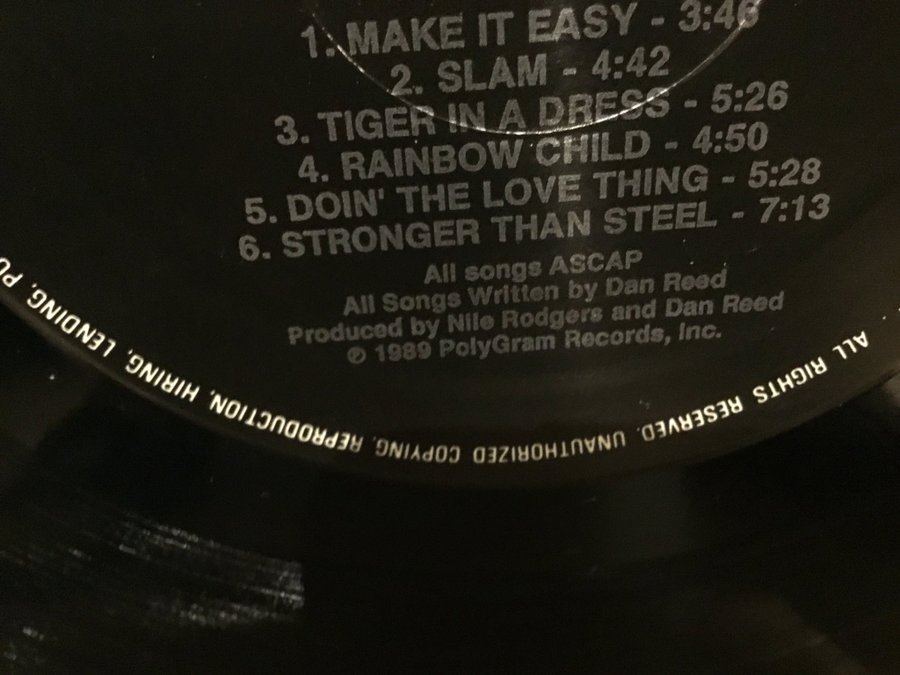 1. MAKE IT EASY - 3:46
2. SLAM - 4:42
3. TIGER IN A DRESS - 5:26
4. RAINBOW CHILD - 4:50
5. DOIN' THE LOVE THING - 5:28
6. STRONGER THAN STEEL - 7:13
All songs ASCAP
All Songs Written by Dan Reed
Produced by Nile Rodgers and Dan Reed
℗ 1989 PolyGram Records, Inc.
ALL RIGHTS RESERVED. UNAUTHORIZED COPYING, REPRODUCTION, HIRING, LENDING,